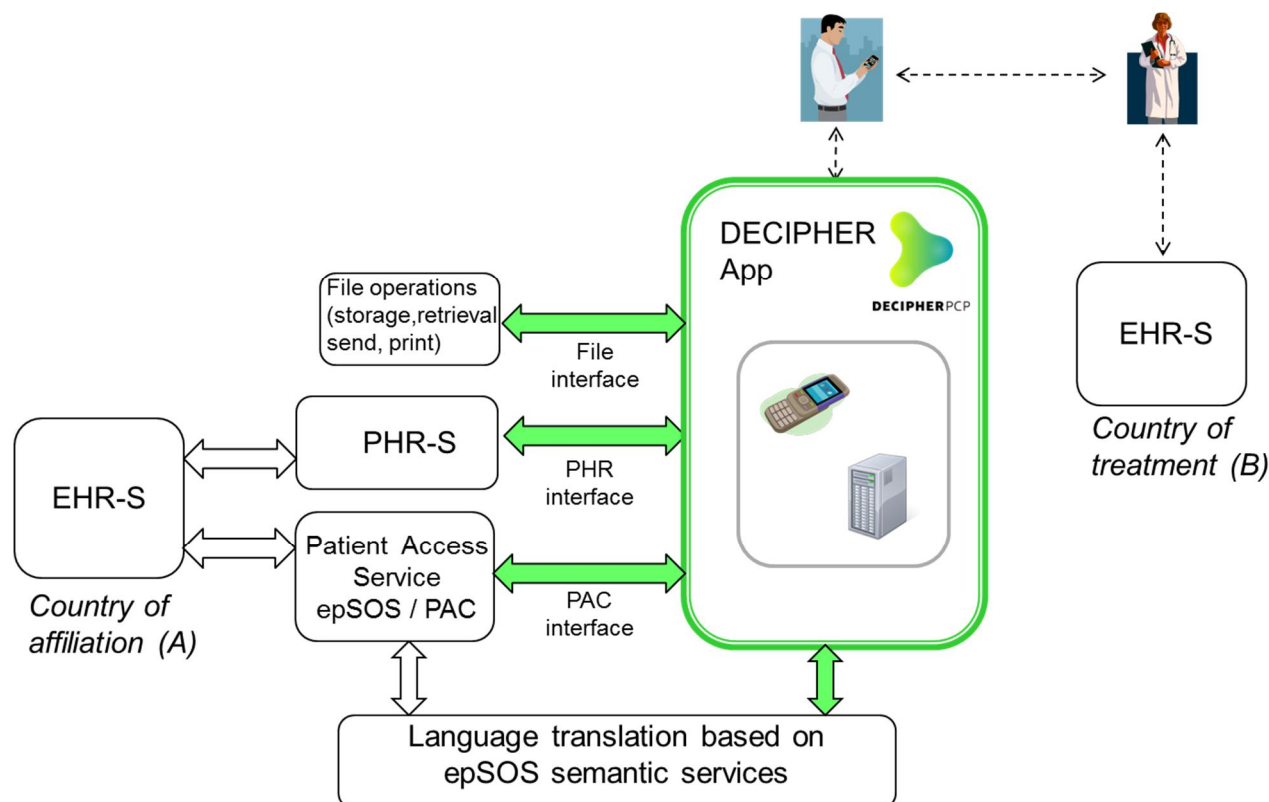 DECIPHER
App
DECIPHERPCP
File operations
(storage,retrieval
send, print)
File
interface
EHR-S
Country of
treatment (B)
PHR-S
PHR
interface
EHR-S
Country of
affiliation (A)
Patient Access
Service
epSOS / PAC
PAC
interface
Language translation based on
epSOS semantic services